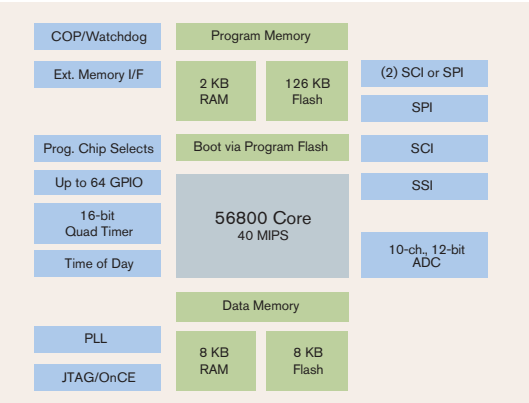 COP/Watchdog
Ext. Memory I/F
Prog. Chip Selects
Up to 64 GPIO
16-bit
Quad Timer
Time of Day
PLL
JTAG/OnCE
Program Memory
2 KB
RAM
126 KB
Flash
Boot via Program Flash
56800 Core
40 MIPS
Data Memory
8 KB
RAM
8 KB
Flash
(2) SCI or SPI
SPI
SCI
SSI
10-ch., 12-bit
ADC